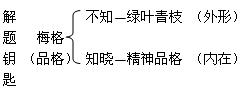 解题钥匙
梅格（品格）
不知—绿叶青枝（外形）
知晓—精神品格（内在）